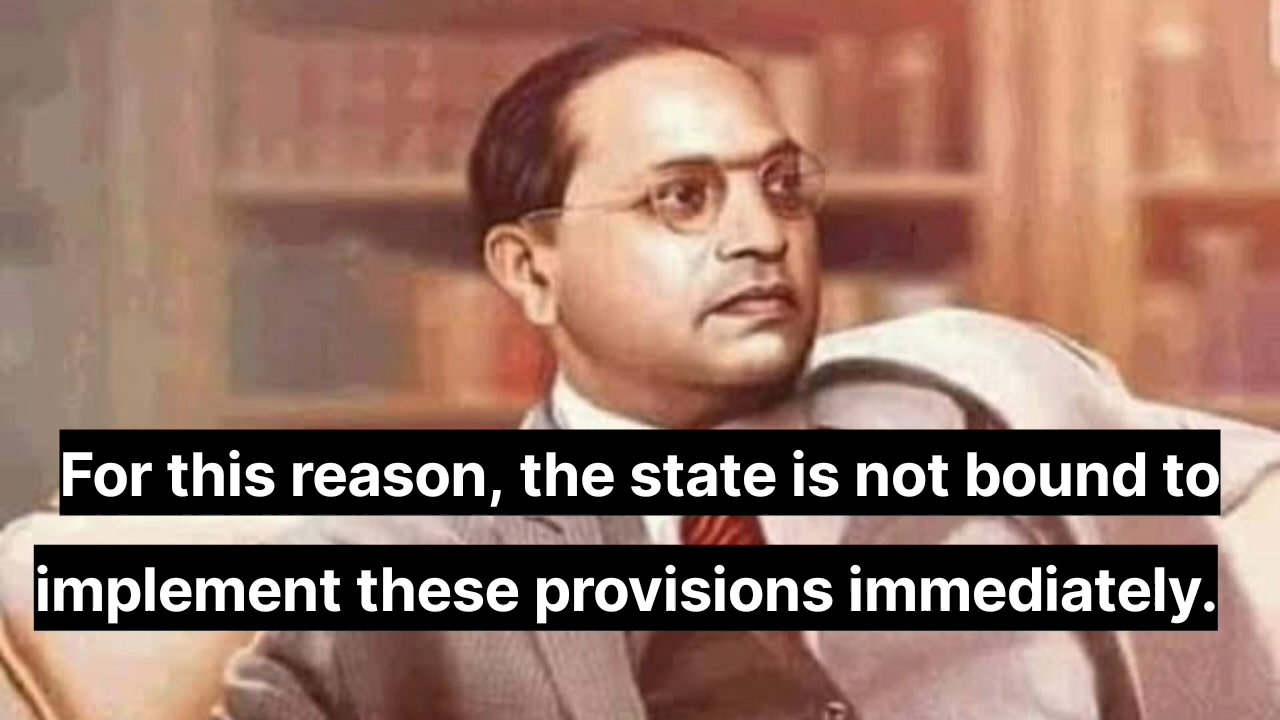 For this reason, the state is not bound to
implement these provisions immediately.